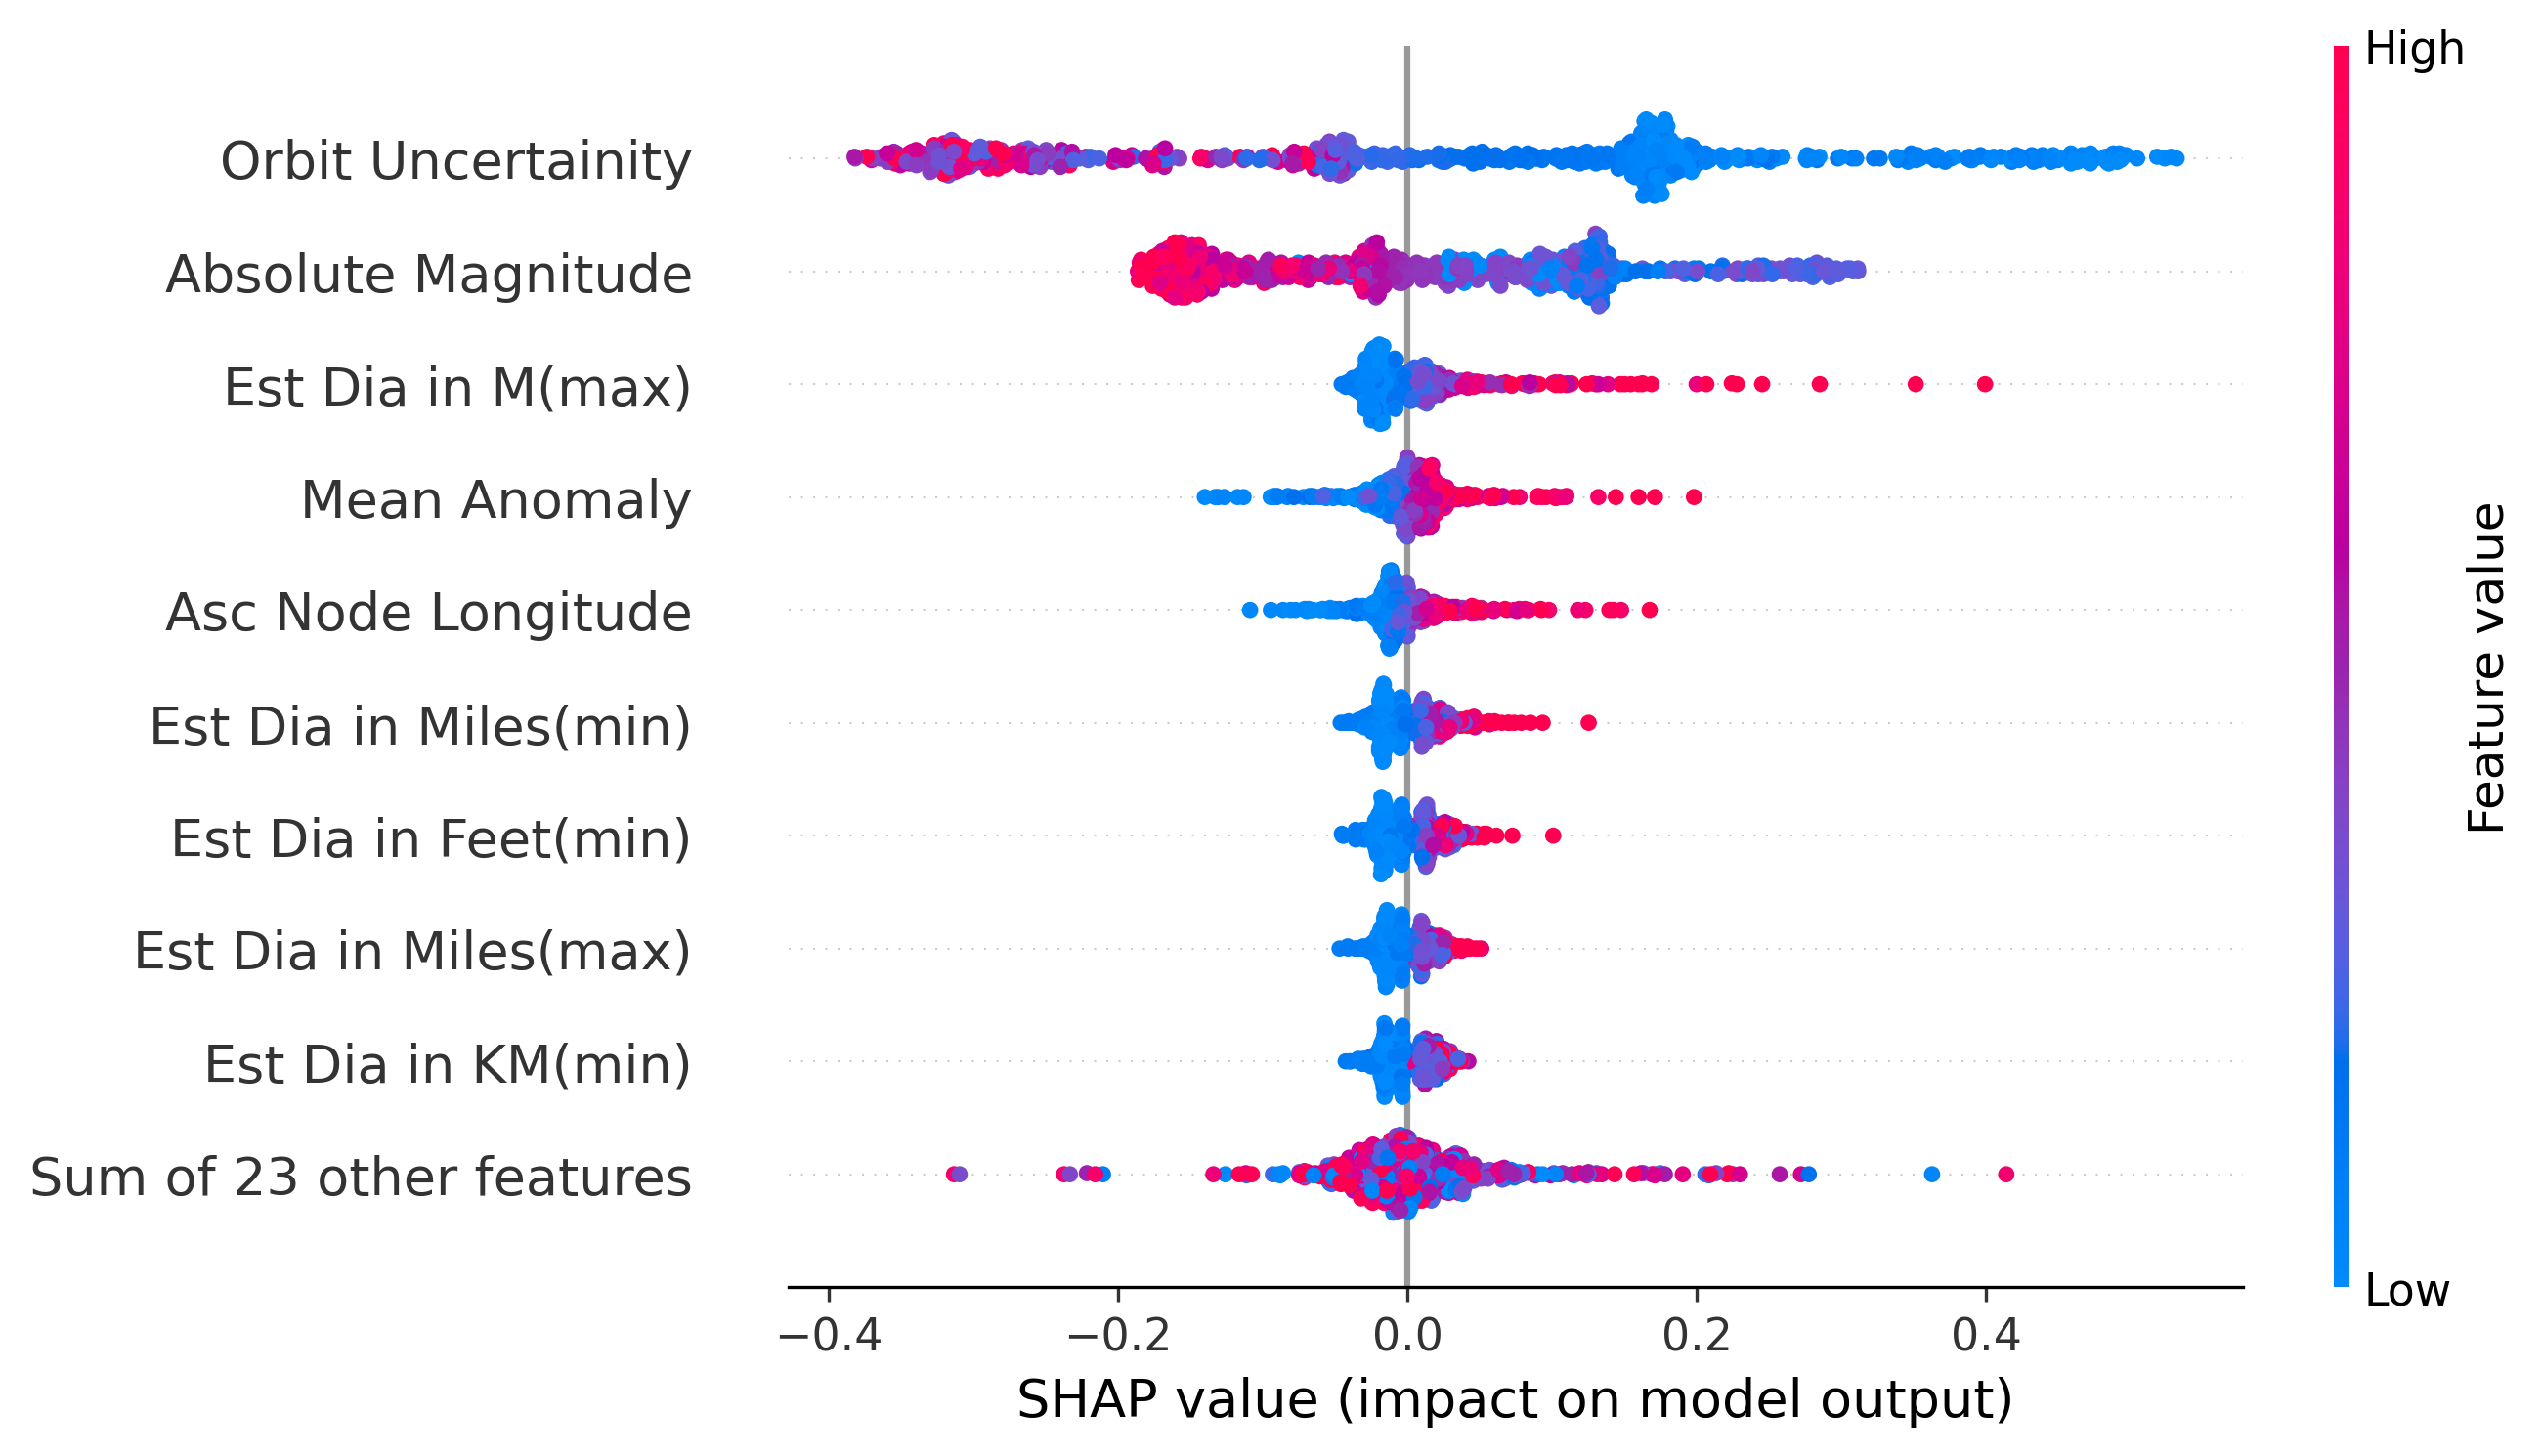 High
Orbit Uncertainity
Absolute Magnitude
Est Dia in M(max)
Mean Anomaly
Asc Node Longitude
Est Dia in Miles(min)
Est Dia in Feet(min)
Est Dia in Miles(max)
Est Dia in KM(min)
Sum of 23 other features
Feature value
Low
−0.4 −0.2 0.0 0.2 0.4
SHAP value (impact on model output)